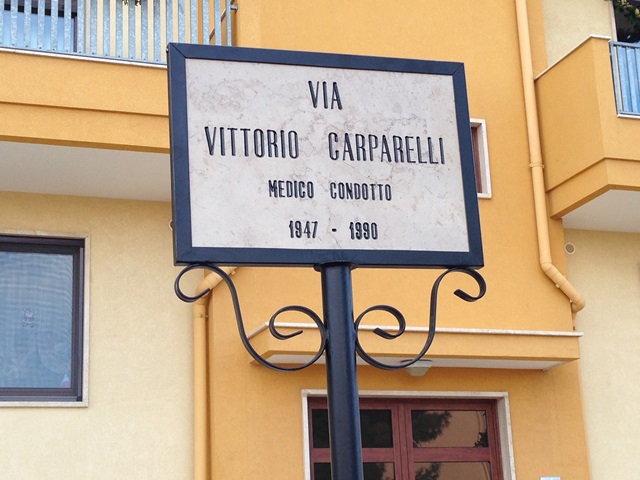 VIA
VITTORIO CARPARELLI
MEDICO CONDOTTO
1947 - 1990